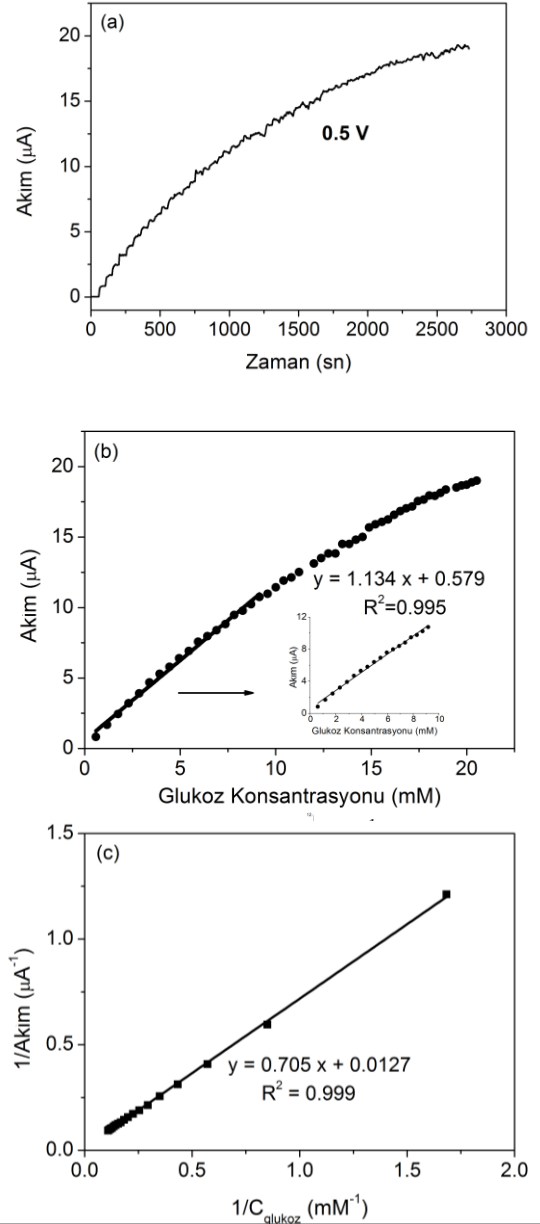 (a)
20
15
10
5
0
0.5 V
Akım (μA)
0 500 1000 1500 2000 2500 3000
Zaman (sn)
(b)
20
15
10
5
0
Akım (μA)
y = 1.134 x + 0.579
R²=0.995
12
8
4
0
Akım (μA)
0 2 4 6 8 10
Glukoz Konsantrasyonu (mM)
0 5 10 15 20
Glukoz Konsantrasyonu (mM)
(c)
1.5
1.0
0.5
0.0
1/Akım (μA⁻¹)
y = 0.705 x + 0.0127
R² = 0.999
0.0 0.5 1.0 1.5 2.0
1/C_glukoz (mM⁻¹)